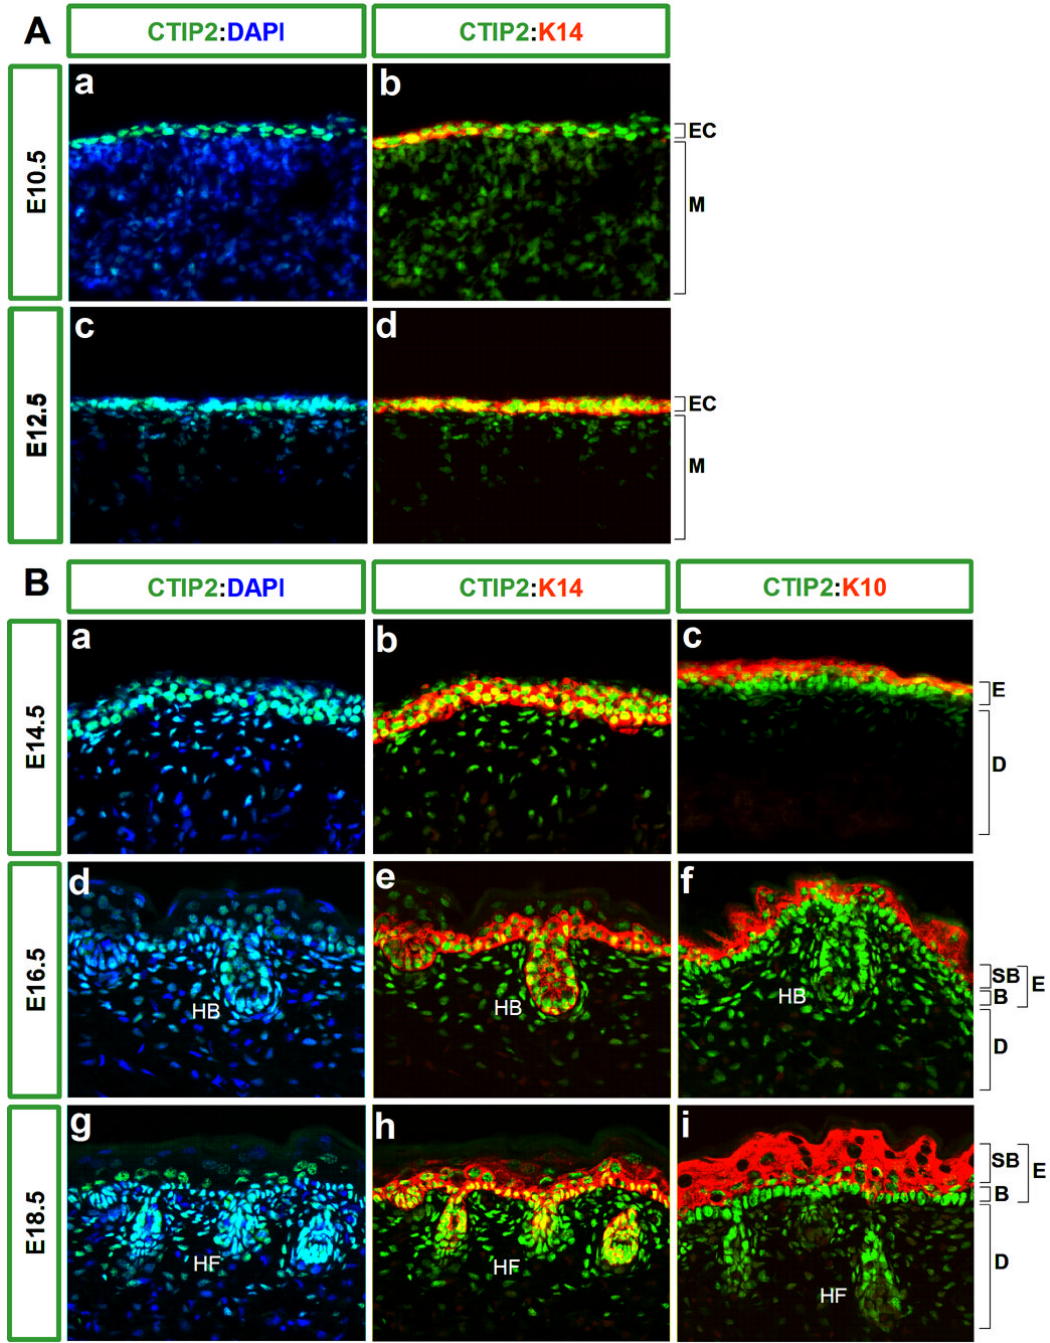 A
CTIP2:DAPI
CTIP2:K14
E10.5
a
b
EC
M
E12.5
c
d
EC
M
B
CTIP2:DAPI
CTIP2:K14
CTIP2:K10
E14.5
a
b
c
E
D
E16.5
d
HB
e
HB
f
HB
SB
E
B
D
E18.5
g
HF
h
HF
i
HF
SB
E
B
D